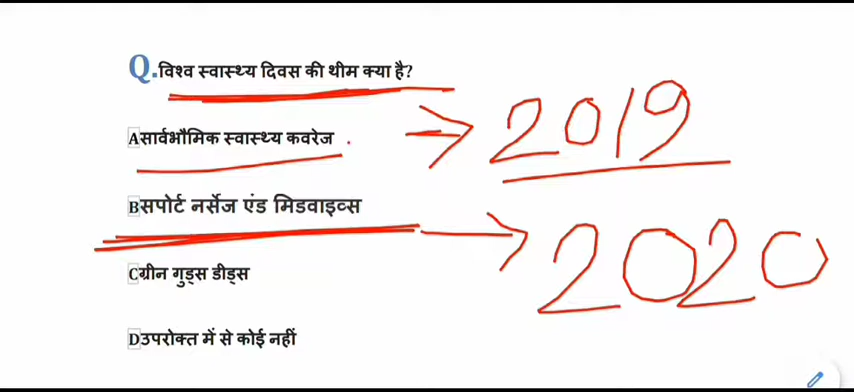 Q.विश्व स्वास्थ्य दिवस की थीम क्या है?
Aसार्वभौमिक स्वास्थ्य कवरेज → 2019
Bसपोर्ट नर्सेज एंड मिडवाइव्स → 2020
Cग्रीन गुड्स डीड्स
Dउपरोक्त में से कोई नहीं